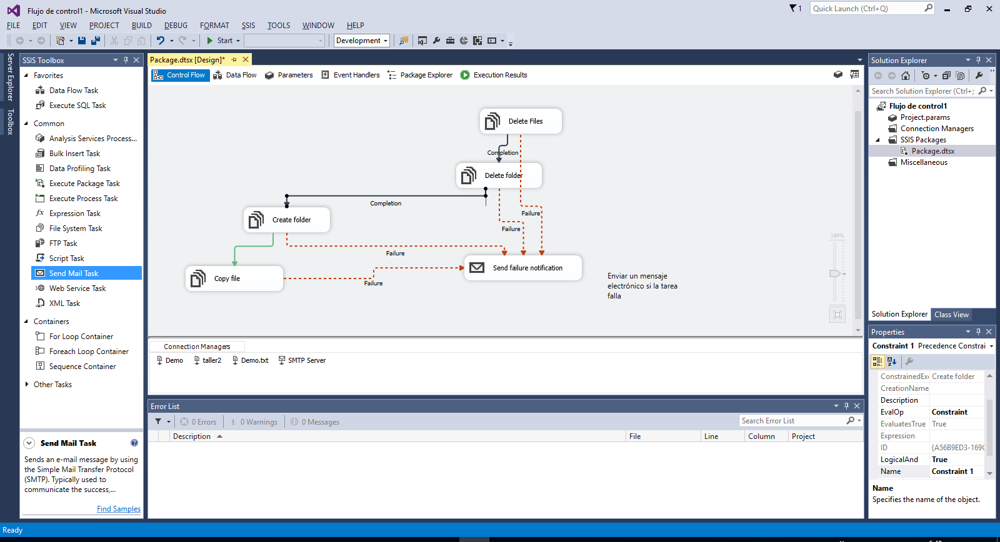 Flujo de control1 - Microsoft Visual Studio
1
Quick Launch (Ctrl+Q)
FILE EDIT VIEW PROJECT BUILD DEBUG FORMAT SSIS TOOLS WINDOW HELP
Start
Development
Server Explorer
Toolbox
SSIS Toolbox
Favorites
Data Flow Task
Execute SQL Task
Common
Analysis Services Process...
Bulk Insert Task
Data Profiling Task
Execute Package Task
Execute Process Task
Expression Task
File System Task
FTP Task
Script Task
Send Mail Task
Web Service Task
XML Task
Containers
For Loop Container
Foreach Loop Container
Sequence Container
Other Tasks
Send Mail Task
Sends an e-mail message by using
the Simple Mail Transfer Protocol
(SMTP). Typically used to
communicate the success,...
Find Samples
Package.dtsx [Design]*
Control Flow
Data Flow
Parameters
Event Handlers
Package Explorer
Execution Results
Delete Files
Completion
Delete folder
Completion
Failure
Create folder
Failure
Failure
Send failure notification
Copy file
Failure
Enviar un mensaje
electrónico si la tarea
falla
100%
Connection Managers
Demo
taller2
Demo.txt
SMTP Server
Error List
0 Errors
0 Warnings
0 Messages
Search Error List
Description
File
Line
Column
Project
Solution Explorer
Search Solution Explorer (Ctrl+;
Flujo de control1
Project.params
Connection Managers
SSIS Packages
Package.dtsx
Miscellaneous
Solution Explorer
Class View
Properties
Constraint 1 Precedence Constrai
ConstrainedExe Create folder
CreationName
Description
EvalOp Constraint
EvaluatesTrue True
Expression
ID {A56B9ED3-169C
LogicalAnd True
Name Constraint 1
Name
Specifies the name of the object.
Ready